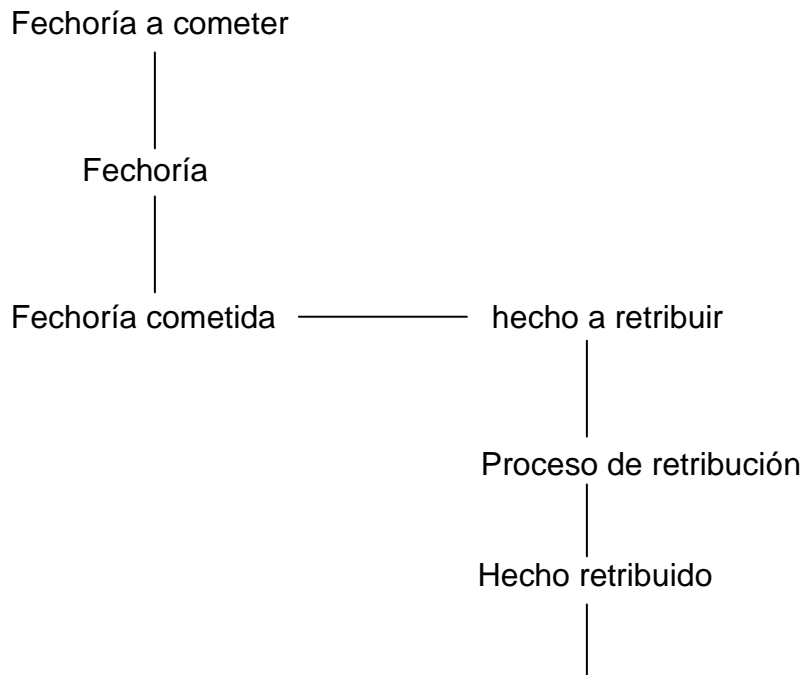 Fechoría a cometer
Fechoría
Fechoría cometida hecho a retribuir
Proceso de retribución
Hecho retribuido